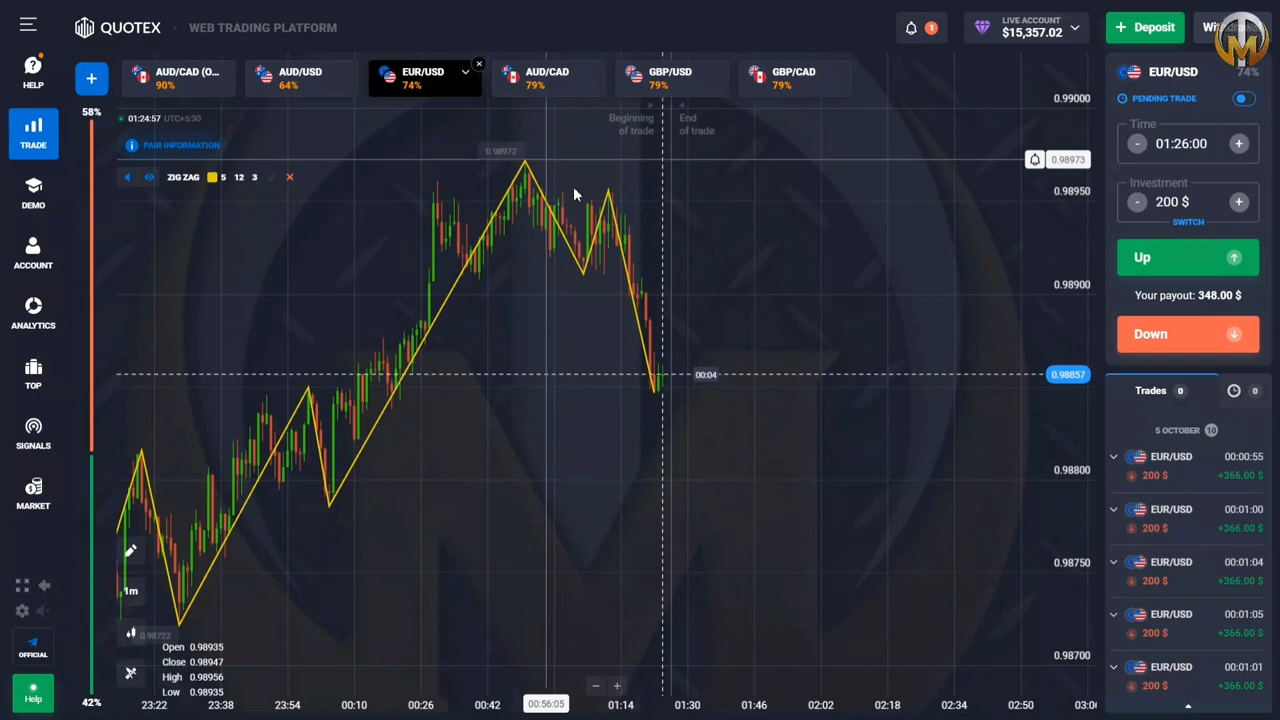 QUOTEX
WEB TRADING PLATFORM
1
LIVE ACCOUNT
$15,357.02
+ Deposit
HELP
TRADE
DEMO
ACCOUNT
ANALYTICS
TOP
SIGNALS
MARKET
OFFICIAL
Help
+
AUD/CAD (O...
90%
AUD/USD
64%
EUR/USD
74%
AUD/CAD
79%
GBP/USD
79%
GBP/CAD
79%
58%
42%
01:24:57 UTC+5:30
PAIR INFORMATION
ZIG ZAG 5 12 3
Beginning
of trade
End
of trade
0.98972
0.98722
00:04
0.99000
0.98973
0.98950
0.98900
0.98857
0.98800
0.98750
0.98700
1m
Open 0.98935
Close 0.98947
High 0.98956
Low 0.98935
23:22
23:38
23:54
00:10
00:26
00:42
00:56:05
01:14
01:30
01:46
02:02
02:18
02:34
02:50
EUR/USD
74%
PENDING TRADE
Time
- 01:26:00 +
Investment
- 200 $ +
SWITCH
Up
Your payout: 348.00 $
Down
Trades 0
0
5 OCTOBER 10
EUR/USD 00:00:55
200 $ +366.00 $
EUR/USD 00:01:00
200 $ +366.00 $
EUR/USD 00:01:04
200 $ +366.00 $
EUR/USD 00:01:05
200 $ +366.00 $
EUR/USD 00:01:01
200 $ +366.00 $